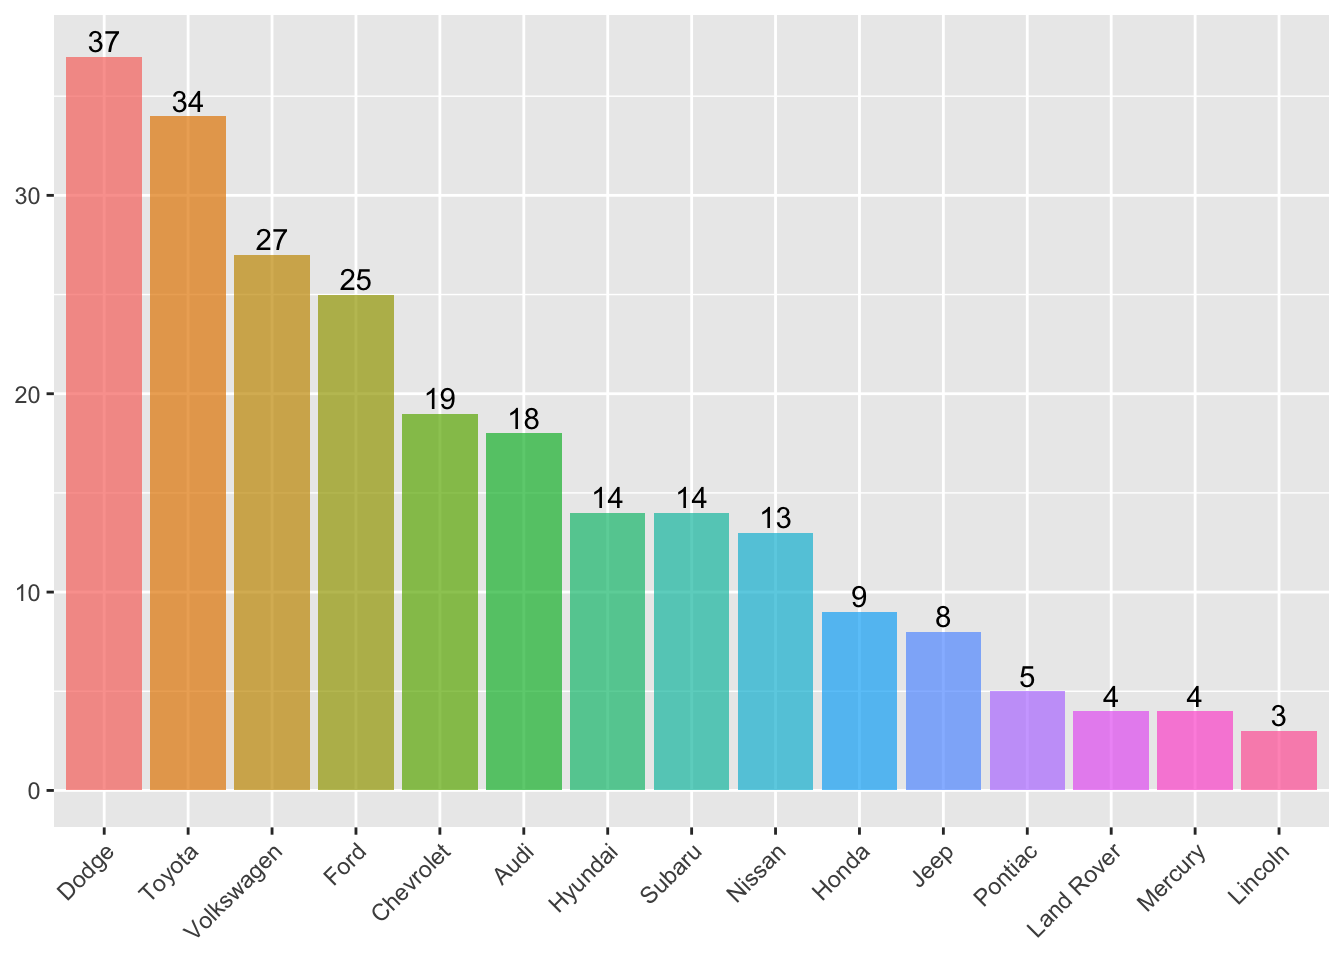 37
34
27
25
19
18
14
14
13
9
8
5
4
4
3
30
20
10
0
Dodge
Toyota
Volkswagen
Ford
Chevrolet
Audi
Hyundai
Subaru
Nissan
Honda
Jeep
Pontiac
Land Rover
Mercury
Lincoln